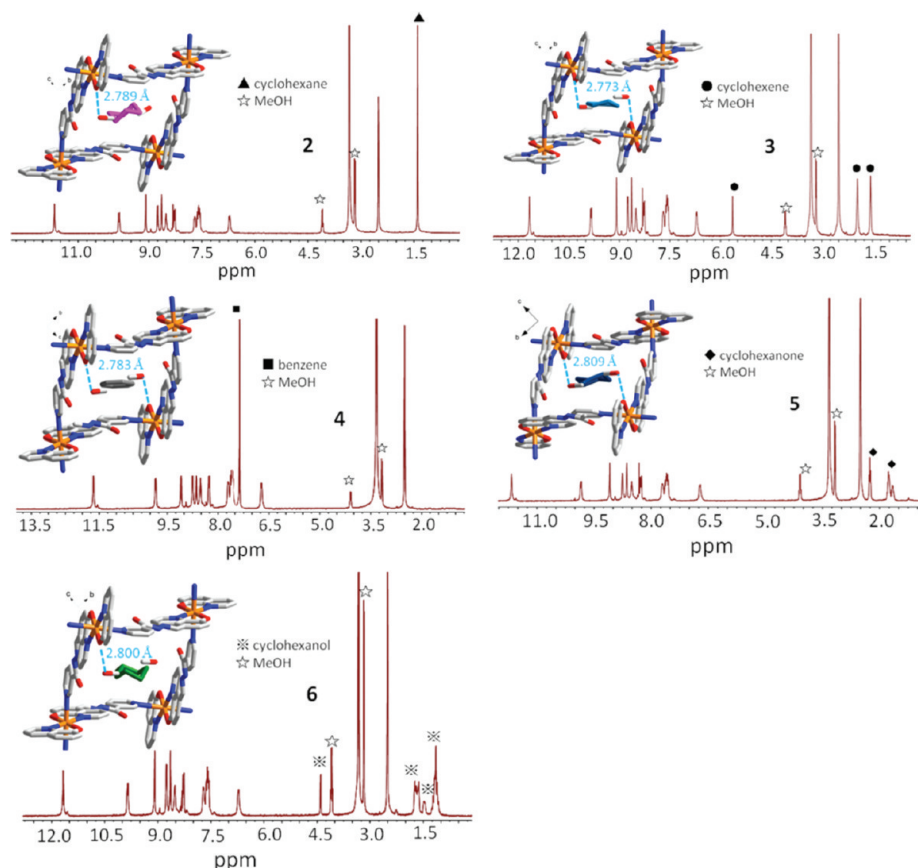 c b
2.789 Å
▲ cyclohexane
☆ MeOH
2
11.0 9.0 7.5 6.0 4.5 3.0 1.5
ppm
c b
2.773 Å
● cyclohexene
☆ MeOH
3
12.0 10.5 9.0 7.5 6.0 4.5 3.0 1.5
ppm
2.783 Å
■ benzene
☆ MeOH
4
13.5 11.5 9.5 8.0 6.5 5.0 3.5 2.0
ppm
c
b
2.809 Å
◆ cyclohexanone
☆ MeOH
5
11.0 9.5 8.0 6.5 5.0 3.5 2.0
ppm
c b
2.800 Å
※ cyclohexanol
☆ MeOH
6
12.0 10.5 9.0 7.5 6.0 4.5 3.0 1.5
ppm